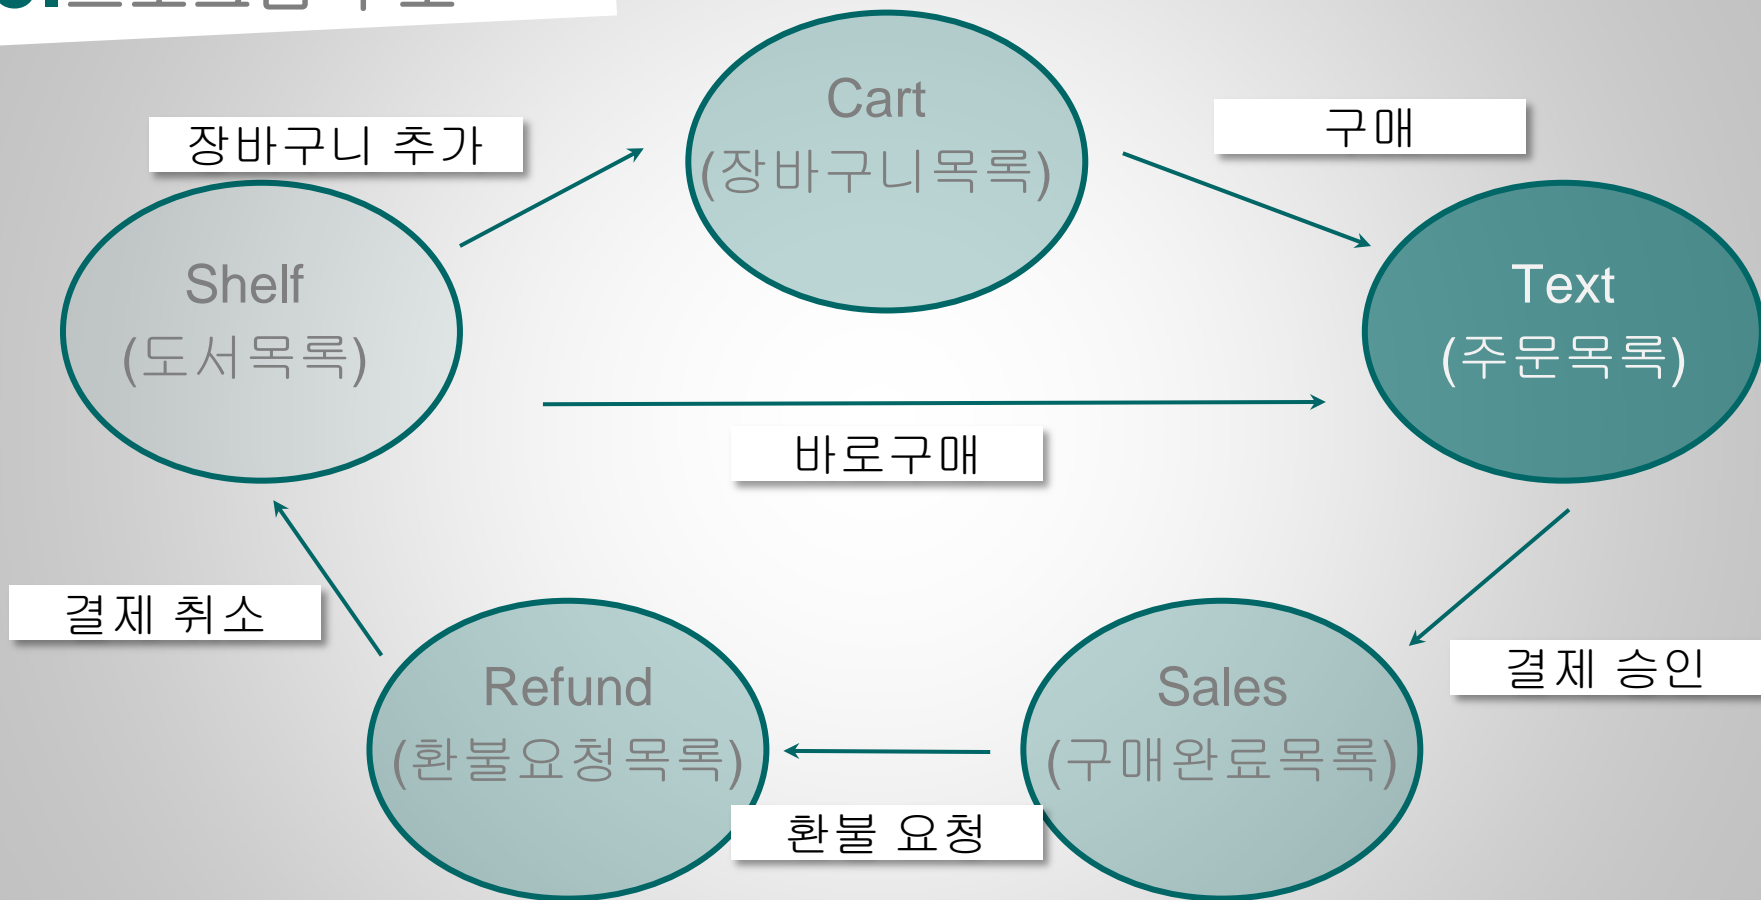 장바구니 추가
Cart
(장바구니목록)
구매
Shelf
(도서목록)
Text
(주문목록)
바로구매
결제 취소
결제 승인
Refund
(환불요청목록)
Sales
(구매완료목록)
환불 요청